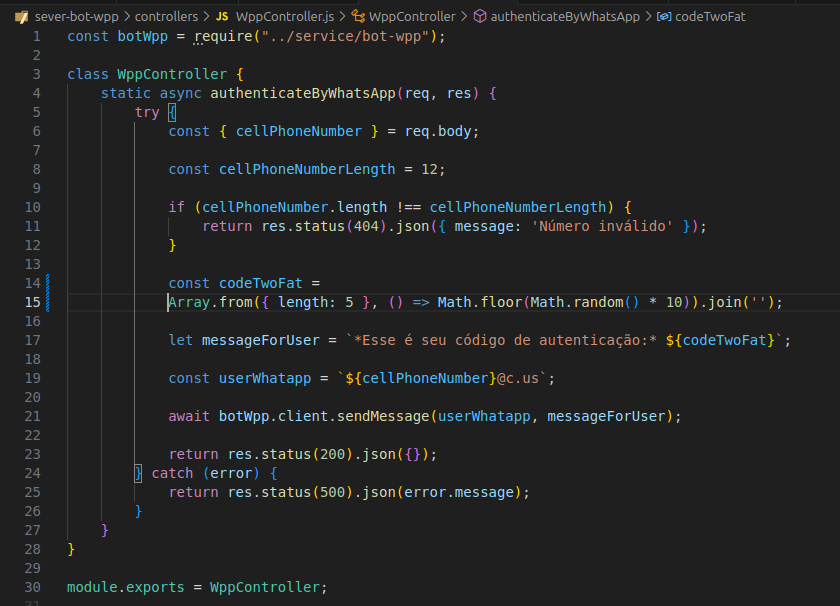 sever-bot-wpp > controllers > JS WppController.js > WppController > authenticateByWhatsApp > codeTwoFat
1 const botWpp = require("../service/bot-wpp");
2
3 class WppController {
4 static async authenticateByWhatsApp(req, res) {
5 try {
6 const { cellPhoneNumber } = req.body;
7
8 const cellPhoneNumberLength = 12;
9
10 if (cellPhoneNumber.length !== cellPhoneNumberLength) {
11 return res.status(404).json({ message: 'Número inválido' });
12 }
13
14 const codeTwoFat =
15 Array.from({ length: 5 }, () => Math.floor(Math.random() * 10)).join('');
16
17 let messageForUser = `*Esse é seu código de autenticação:* ${codeTwoFat}`;
18
19 const userWhatapp = `${cellPhoneNumber}@c.us`;
20
21 await botWpp.client.sendMessage(userWhatapp, messageForUser);
22
23 return res.status(200).json({});
24 } catch (error) {
25 return res.status(500).json(error.message);
26 }
27 }
28 }
29
30 module.exports = WppController;
31